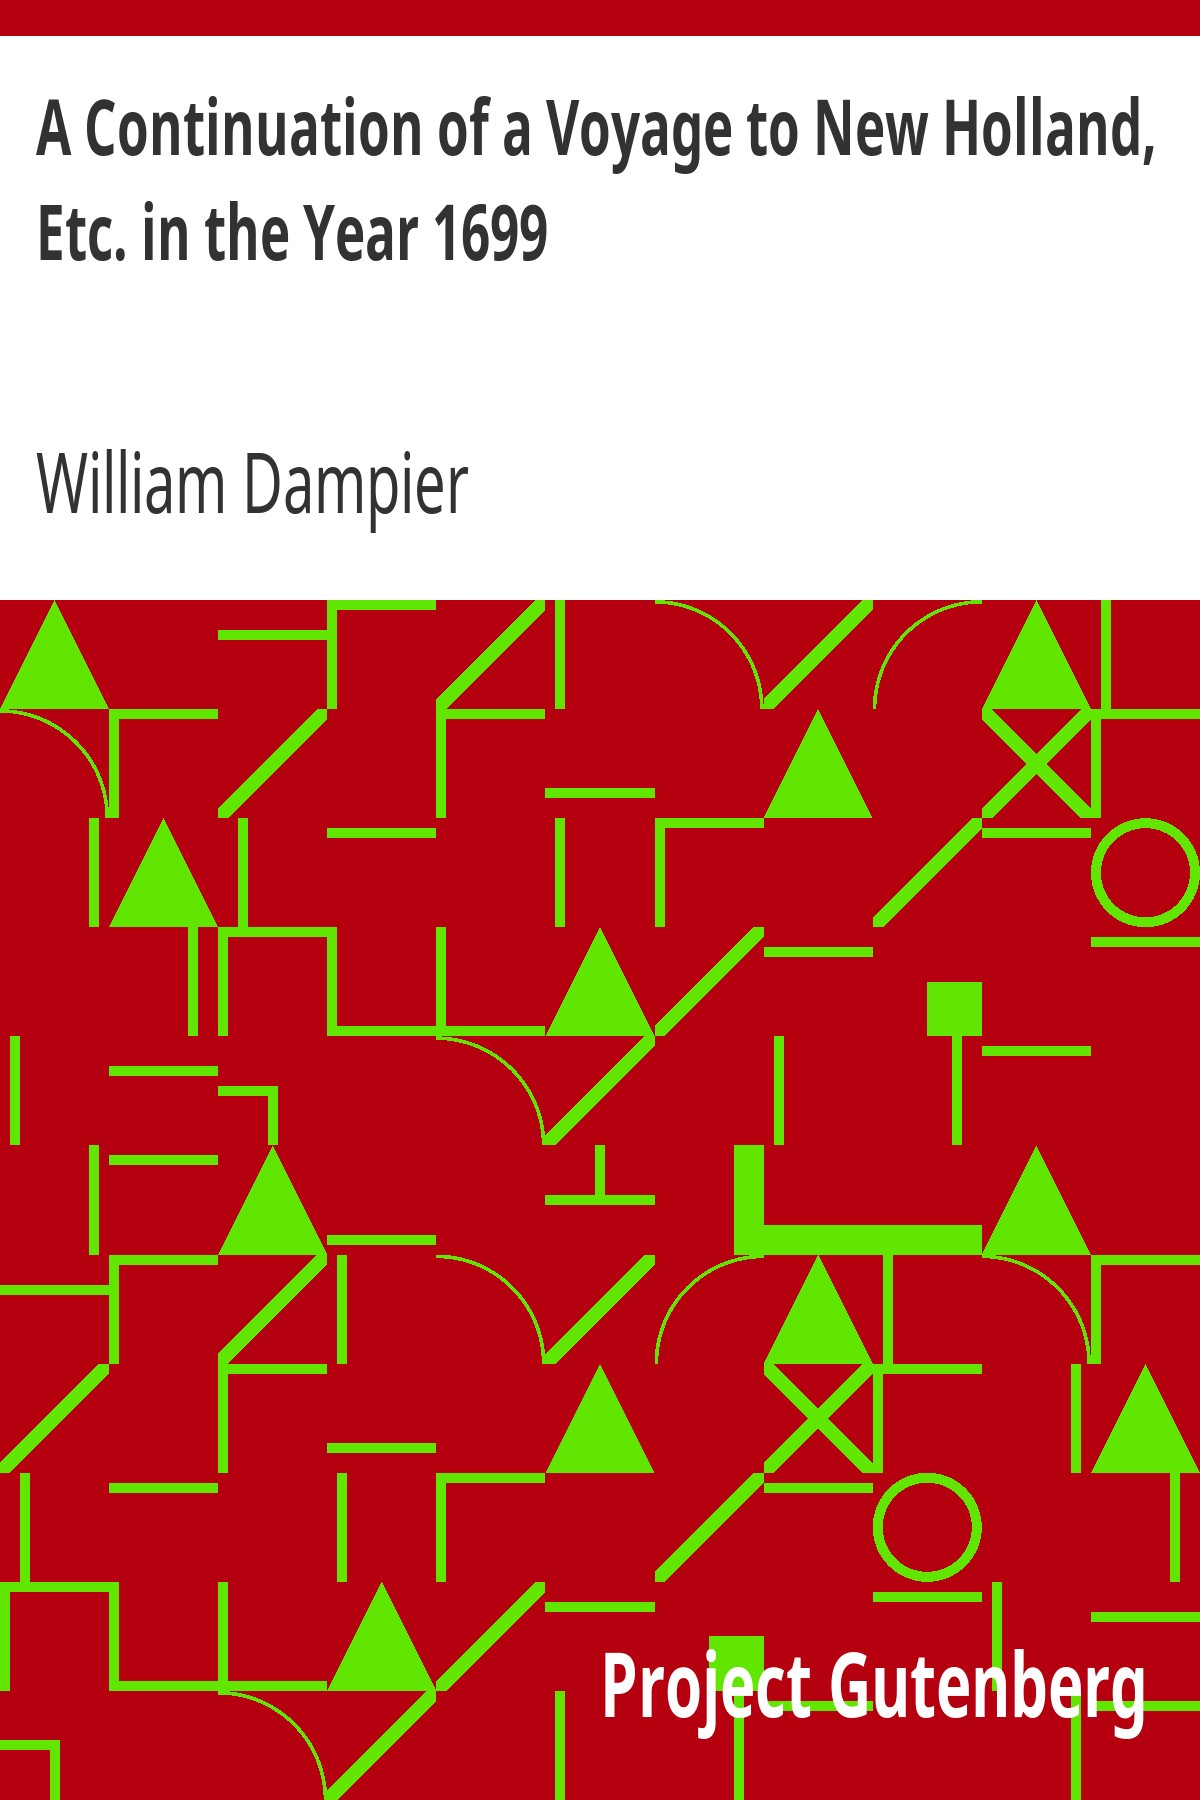 A Continuation of a Voyage to New Holland,
Etc. in the Year 1699
William Dampier
Project Gutenberg